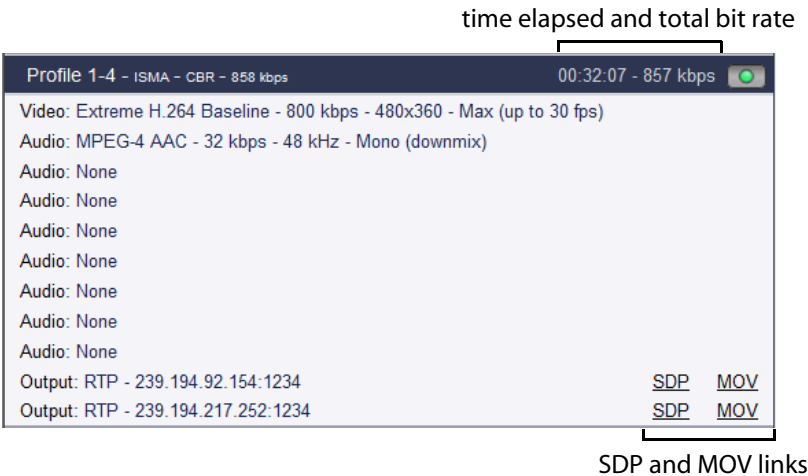 time elapsed and total bit rate
Profile 1-4 - ISMA - CBR - 858 kbps 00:32:07 - 857 kbps
Video: Extreme H.264 Baseline - 800 kbps - 480x360 - Max (up to 30 fps)
Audio: MPEG-4 AAC - 32 kbps - 48 kHz - Mono (downmix)
Audio: None
Audio: None
Audio: None
Audio: None
Audio: None
Audio: None
Audio: None
Output: RTP - 239.194.92.154:1234 SDP MOV
Output: RTP - 239.194.217.252:1234 SDP MOV
SDP and MOV links